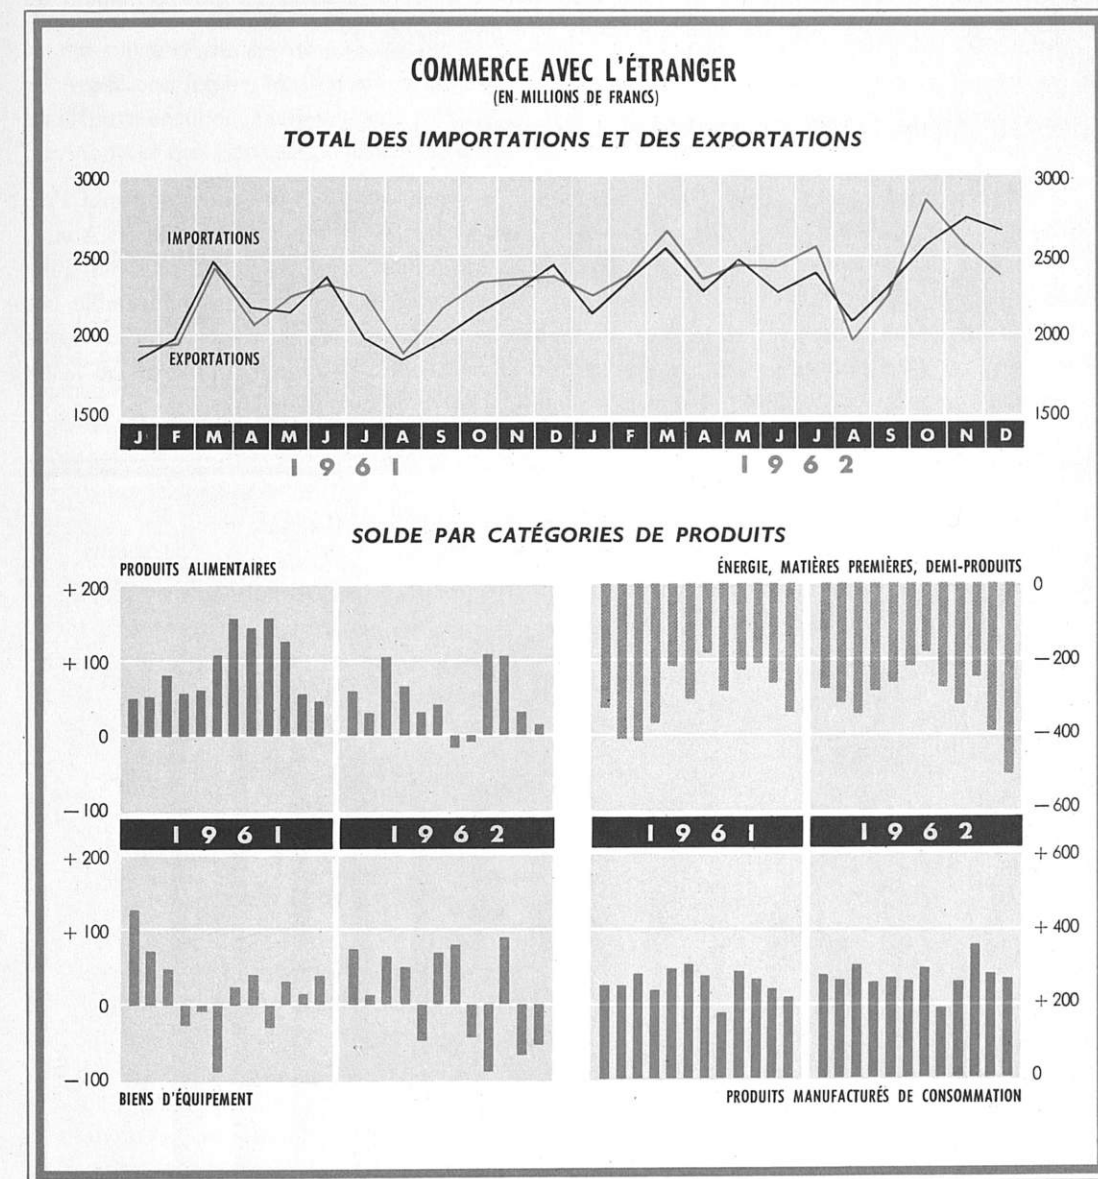 COMMERCE AVEC L'ÉTRANGER
(EN MILLIONS DE FRANCS)
TOTAL DES IMPORTATIONS ET DES EXPORTATIONS
3000 3000
IMPORTATIONS
2500 2500
2000 2000
EXPORTATIONS
1500 1500
J F M A M J J A S O N D J F M A M J J A S O N D
1961 1962
SOLDE PAR CATÉGORIES DE PRODUITS
PRODUITS ALIMENTAIRES ÉNERGIE, MATIÈRES PREMIÈRES, DEMI-PRODUITS
+ 200 0
+ 100 —200
0 —400
— 100 —600
1961 1962 1961 1962
+ 200 + 600
+ 100 + 400
0 + 200
— 100 0
BIENS D'ÉQUIPEMENT PRODUITS MANUFACTURÉS DE CONSOMMATION